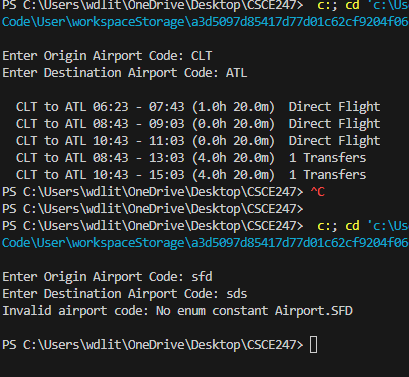 PS C:\Users\wdlit\OneDrive\Desktop\CSCE247> c:; cd 'c:\Us
Code\User\workspaceStorage\a3d5097d85417d77d01c62cf9204f06
Enter Origin Airport Code: CLT
Enter Destination Airport Code: ATL
CLT to ATL 06:23 - 07:43 (1.0h 20.0m) Direct Flight
CLT to ATL 08:43 - 09:03 (0.0h 20.0m) Direct Flight
CLT to ATL 10:43 - 11:03 (0.0h 20.0m) Direct Flight
CLT to ATL 08:43 - 13:03 (4.0h 20.0m) 1 Transfers
CLT to ATL 10:43 - 15:03 (4.0h 20.0m) 1 Transfers
PS C:\Users\wdlit\OneDrive\Desktop\CSCE247> ^C
PS C:\Users\wdlit\OneDrive\Desktop\CSCE247>
PS C:\Users\wdlit\OneDrive\Desktop\CSCE247> c:; cd 'c:\Us
Code\User\workspaceStorage\a3d5097d85417d77d01c62cf9204f06
Enter Origin Airport Code: sfd
Enter Destination Airport Code: sds
Invalid airport code: No enum constant Airport.SFD
PS C:\Users\wdlit\OneDrive\Desktop\CSCE247>